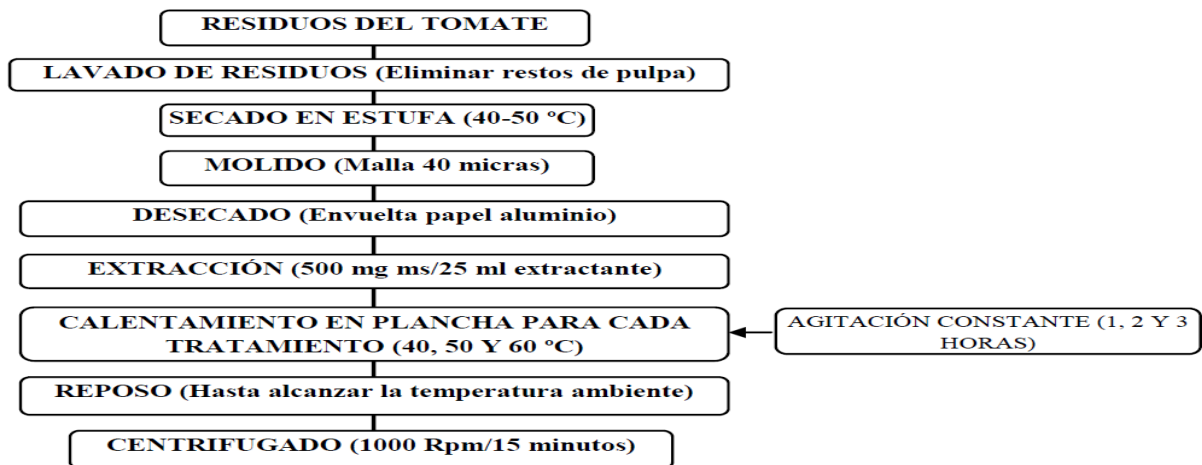 RESIDUOS DEL TOMATE
LAVADO DE RESIDUOS (Eliminar restos de pulpa)
SECADO EN ESTUFA (40-50 ºC)
MOLIDO (Malla 40 micras)
DESECADO (Envuelta papel aluminio)
EXTRACCIÓN (500 mg ms/25 ml extractante)
CALENTAMIENTO EN PLANCHA PARA CADA
TRATAMIENTO (40, 50 Y 60 ºC)
AGITACIÓN CONSTANTE (1, 2 Y 3
HORAS)
REPOSO (Hasta alcanzar la temperatura ambiente)
CENTRIFUGADO (1000 Rpm/15 minutos)